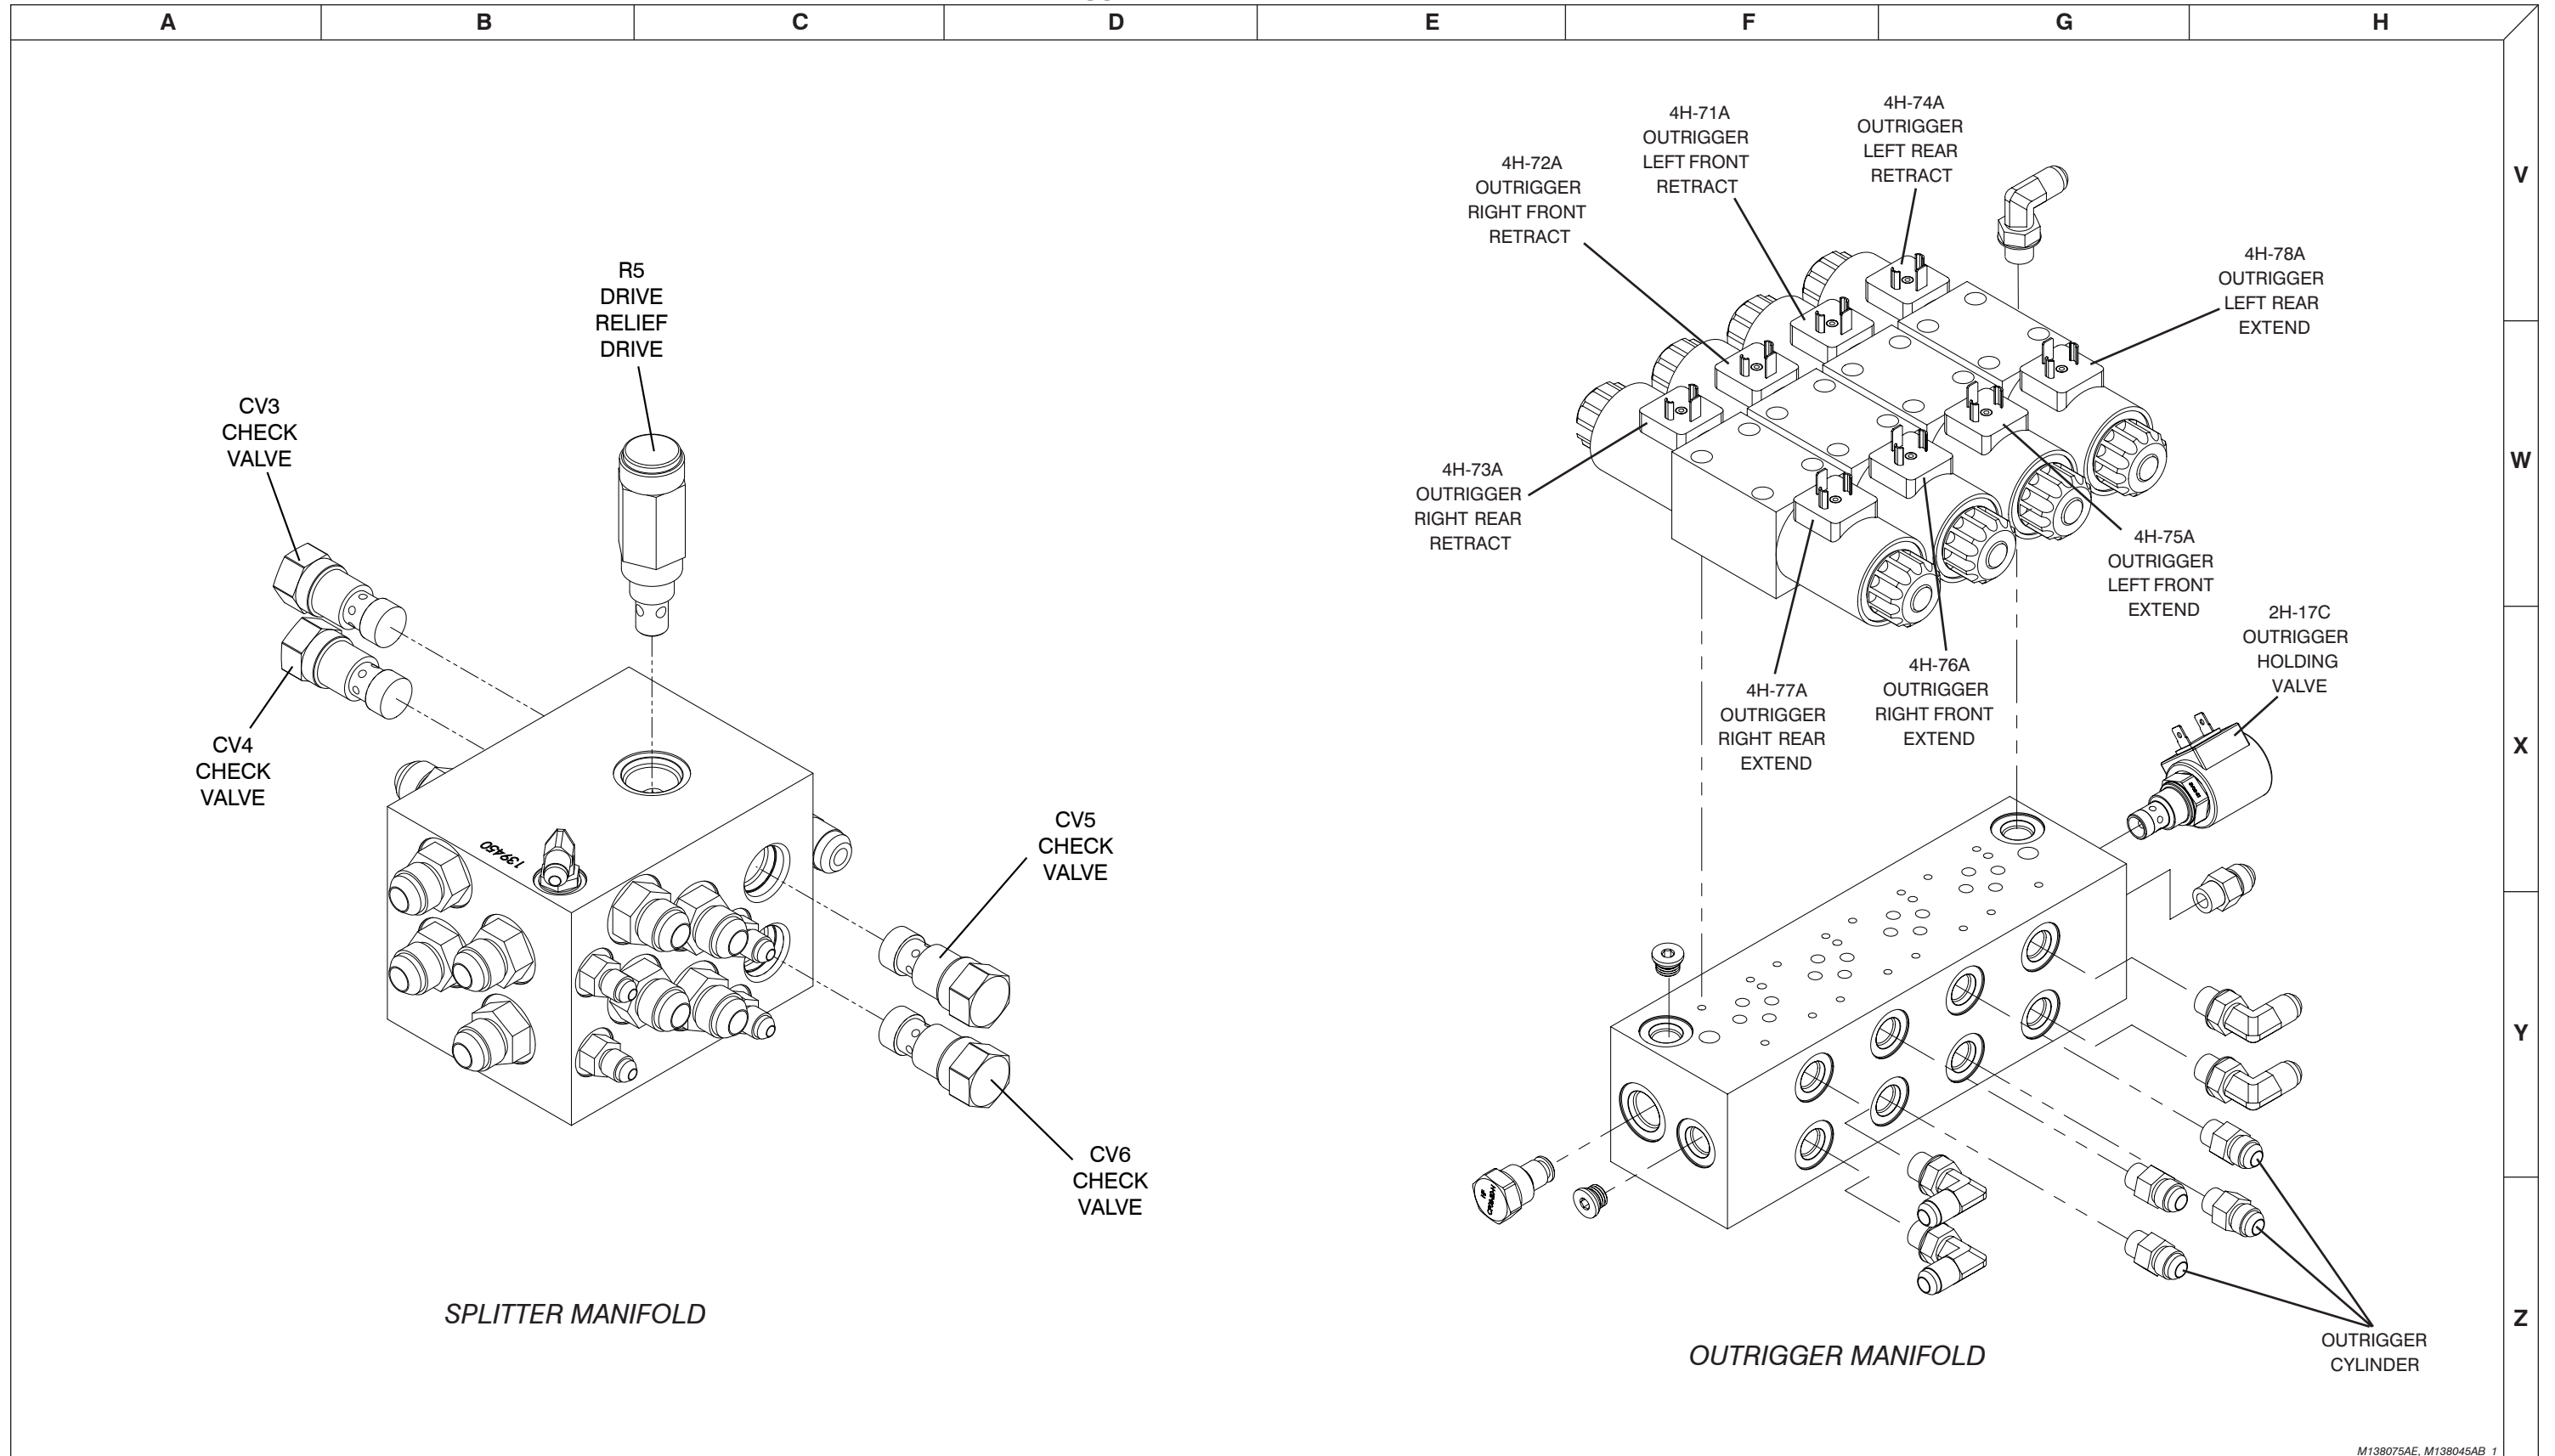 A B C D E F G H
V
W
X
Y
Z
R5
DRIVE
RELIEF
DRIVE
CV3
CHECK
VALVE
CV4
CHECK
VALVE
139450
CV5
CHECK
VALVE
CV6
CHECK
VALVE
SPLITTER MANIFOLD
4H-72A
OUTRIGGER
RIGHT FRONT
RETRACT
4H-71A
OUTRIGGER
LEFT FRONT
RETRACT
4H-74A
OUTRIGGER
LEFT REAR
RETRACT
4H-78A
OUTRIGGER
LEFT REAR
EXTEND
4H-73A
OUTRIGGER
RIGHT REAR
RETRACT
4H-75A
OUTRIGGER
LEFT FRONT
EXTEND
4H-77A
OUTRIGGER
RIGHT REAR
EXTEND
4H-76A
OUTRIGGER
RIGHT FRONT
EXTEND
2H-17C
OUTRIGGER
HOLDING
VALVE
OUTRIGGER
CYLINDER
OUTRIGGER MANIFOLD
M138075AE, M138045AB_1